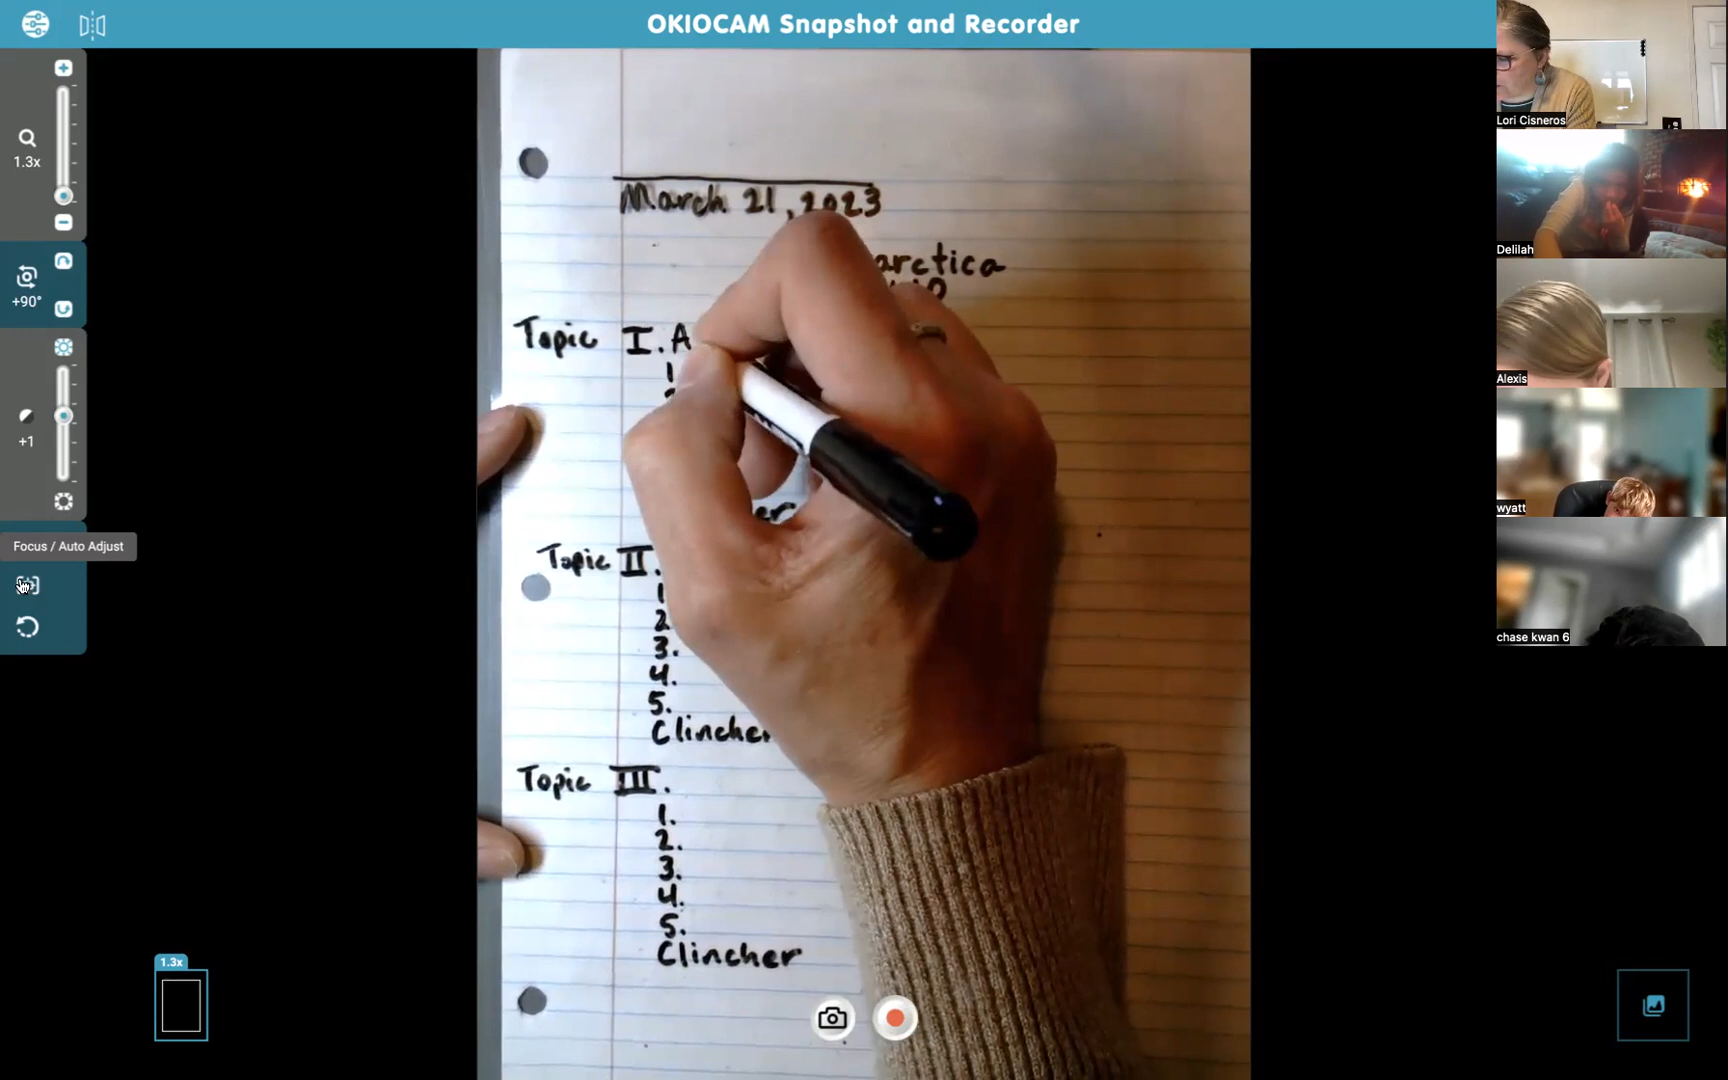 OKIOCAM Snapshot and Recorder
1.3x
+90°
+1
Focus / Auto Adjust
1.3x
March 21, 2023
arctica
Topic I. A
1
Topic II.
1
2
3.
4.
5.
Clincher
Topic III.
1.
2.
3.
4.
5.
Clincher
Lori Cisneros
Delilah
Alexis
wyatt
chase kwan 6